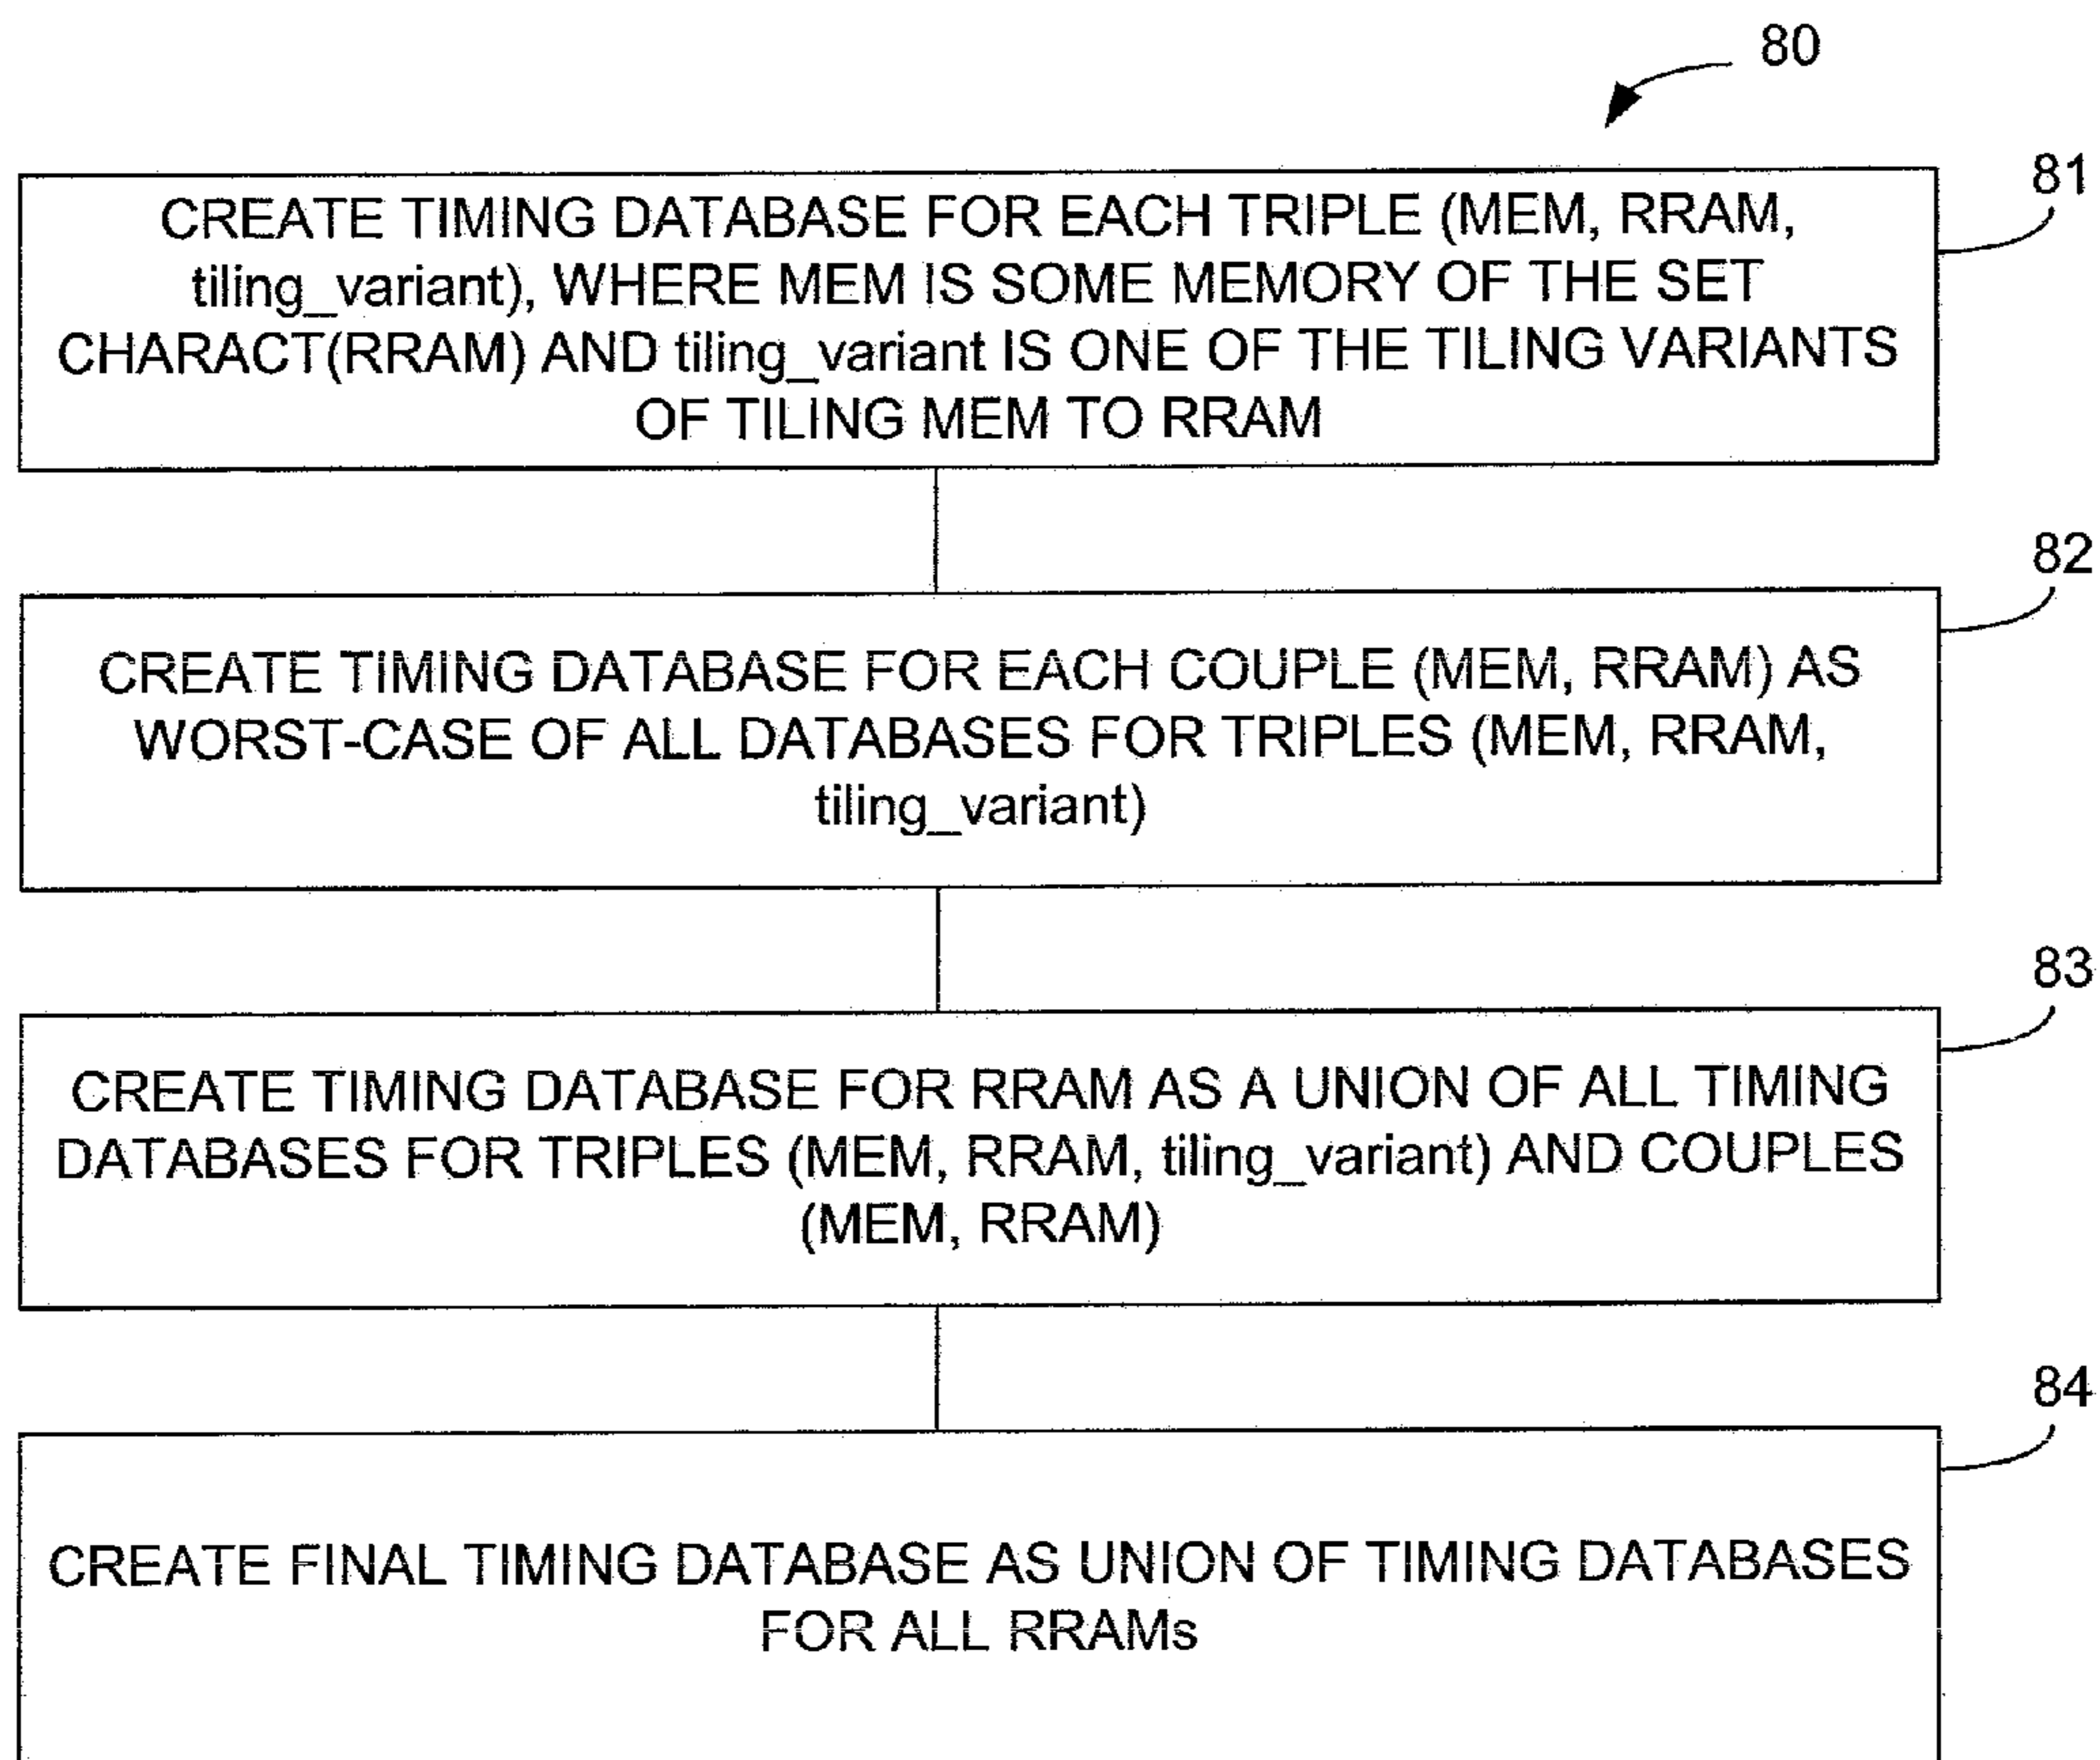 80
81
CREATE TIMING DATABASE FOR EACH TRIPLE (MEM, RRAM,
tiling_variant), WHERE MEM IS SOME MEMORY OF THE SET
CHARACT(RRAM) AND tiling_variant IS ONE OF THE TILING VARIANTS
OF TILING MEM TO RRAM
82
CREATE TIMING DATABASE FOR EACH COUPLE (MEM, RRAM) AS
WORST-CASE OF ALL DATABASES FOR TRIPLES (MEM, RRAM,
tiling_variant)
83
CREATE TIMING DATABASE FOR RRAM AS A UNION OF ALL TIMING
DATABASES FOR TRIPLES (MEM, RRAM, tiling_variant) AND COUPLES
(MEM, RRAM)
84
CREATE FINAL TIMING DATABASE AS UNION OF TIMING DATABASES
FOR ALL RRAMs